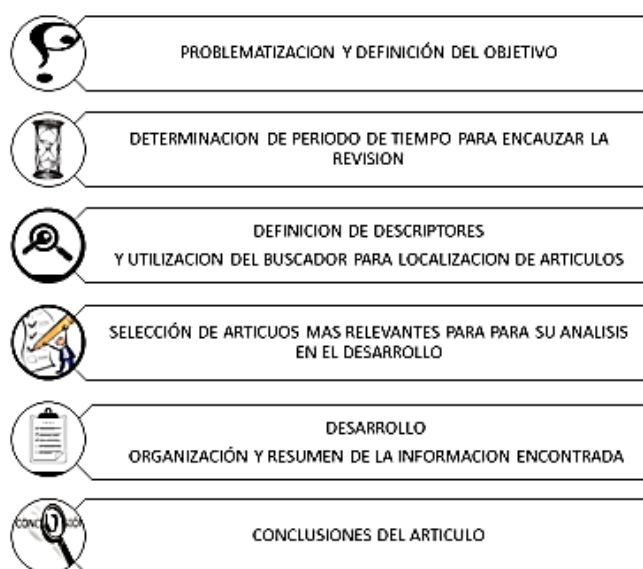 PROBLEMATIZACION Y DEFINICIÓN DEL OBJETIVO
DETERMINACION DE PERIODO DE TIEMPO PARA ENCAUZAR LA
REVISION
DEFINICION DE DESCRIPTORES
Y UTILIZACION DEL BUSCADOR PARA LOCALIZACION DE ARTICULOS
SELECCIÓN DE ARTICUOS MAS RELEVANTES PARA PARA SU ANALISIS
EN EL DESARROLLO
DESARROLLO
ORGANIZACIÓN Y RESUMEN DE LA INFORMACION ENCONTRADA
CONCLUSIONES DEL ARTICULO